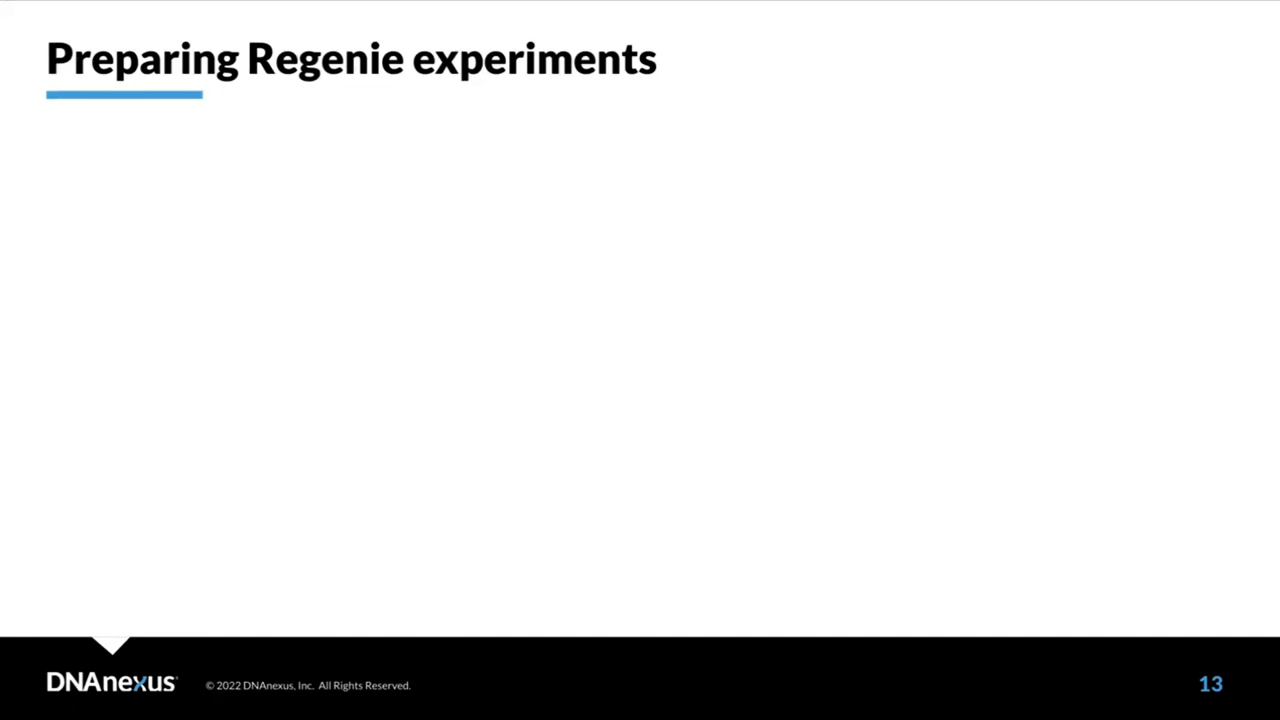 Preparing Regenie experiments
DNAnexus
© 2022 DNAnexus, Inc. All Rights Reserved.
13